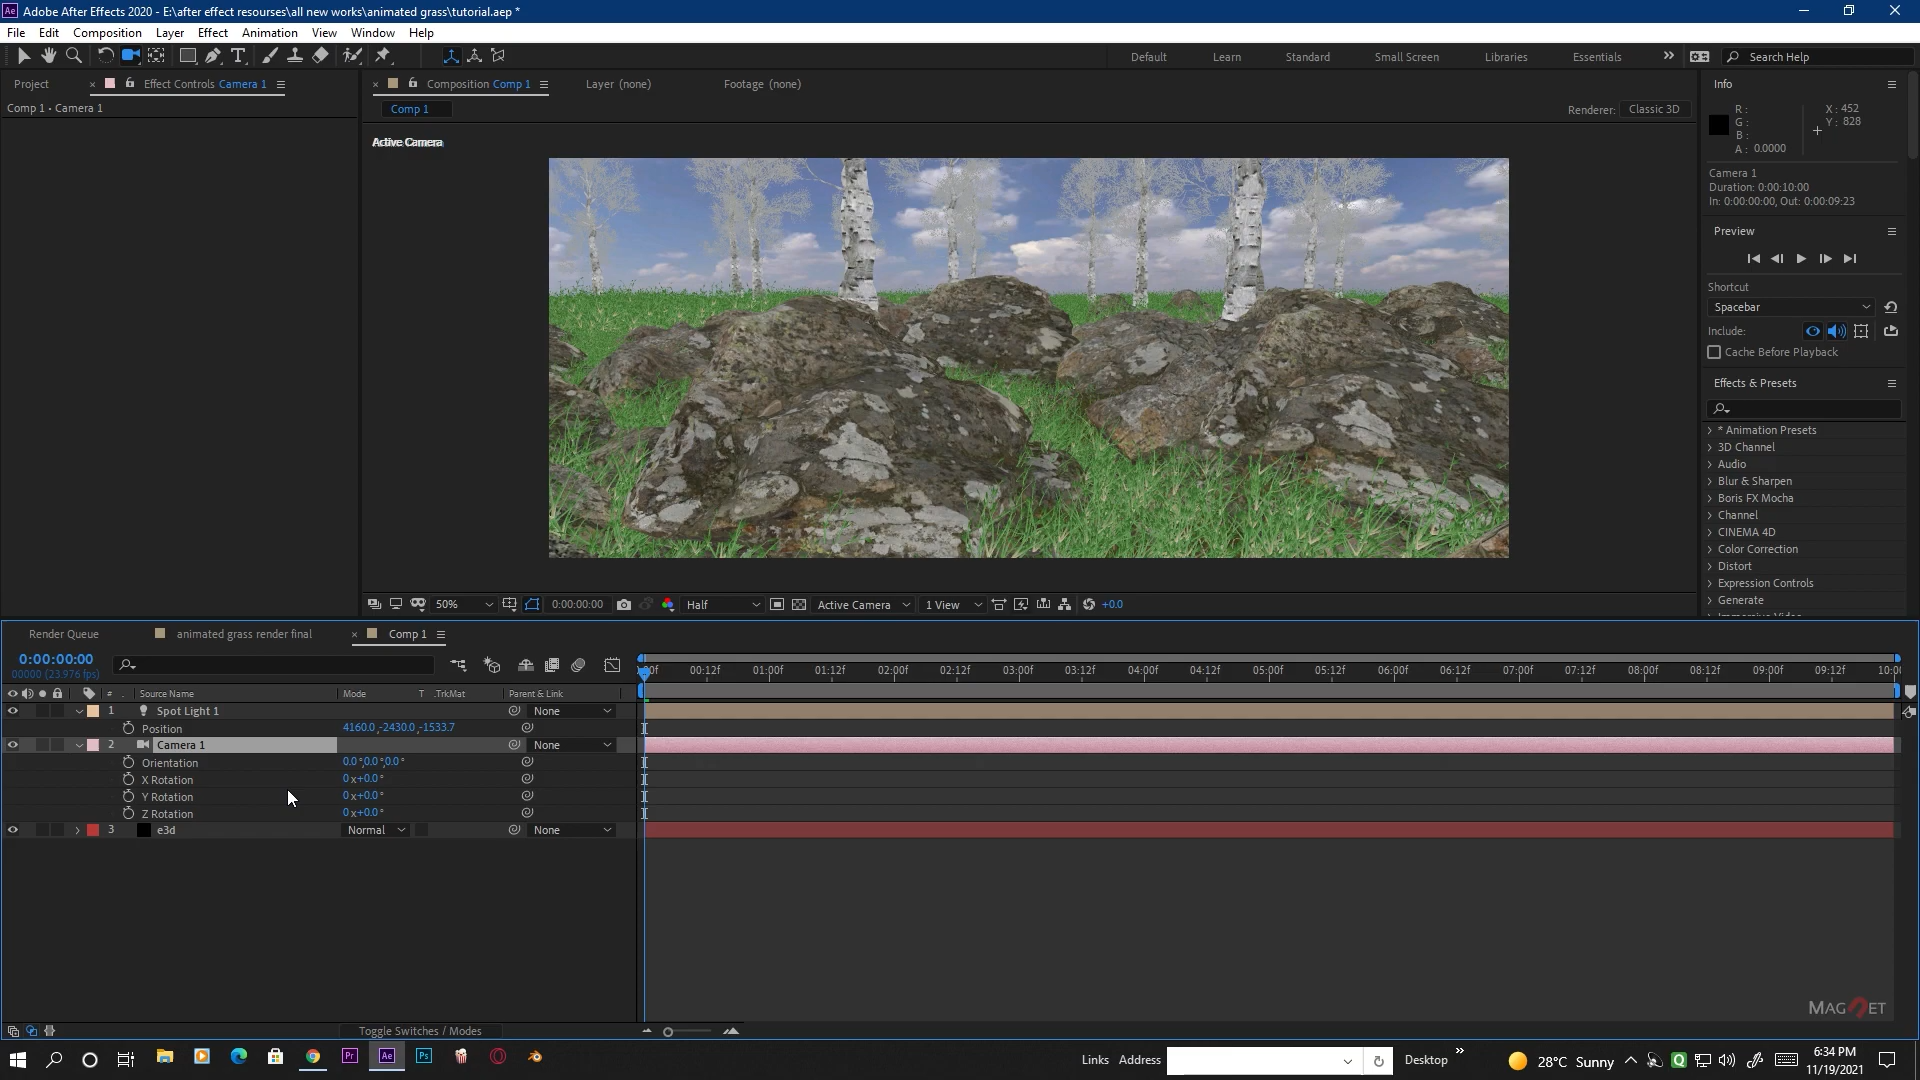 Adobe After Effects 2020 - E:\after effect resourses\all new works\animated grass\tutorial.aep *
File Edit Composition Layer Effect Animation View Window Help
Default Learn Standard Small Screen Libraries Essentials Search Help
Project Effect Controls Camera 1
Comp 1 • Camera 1
Composition Comp 1 Layer (none) Footage (none)
Comp 1
Renderer: Classic 3D
Active Camera
Info
R :
G :
B :
A : 0.0000
X : 452
Y : 828
Camera 1
Duration: 0:00:10:00
In: 0:00:00:00, Out: 0:00:09:23
Preview
Shortcut
Spacebar
Include:
Cache Before Playback
Effects & Presets
* Animation Presets
3D Channel
Audio
Blur & Sharpen
Boris FX Mocha
Channel
CINEMA 4D
Color Correction
Distort
Expression Controls
Generate
50% 0:00:00:00 Half Active Camera 1 View +0.0
Render Queue animated grass render final Comp 1
0:00:00:00
00000 (23.976 fps)
00:12f 01:00f 01:12f 02:00f 02:12f 03:00f 03:12f 04:00f 04:12f 05:00f 05:12f 06:00f 06:12f 07:00f 07:12f 08:00f 08:12f 09:00f 09:12f
# . Source Name Mode T .TrkMat Parent & Link
1 Spot Light 1 None
Position 4160.0,-2430.0,-1533.7
2 Camera 1 None
Orientation 0.0°,0.0°,0.0°
X Rotation 0x+0.0°
Y Rotation 0x+0.0°
Z Rotation 0x+0.0°
3 e3d Normal None
MAGNET
Toggle Switches / Modes
Links Address Desktop 28°C Sunny
6:34 PM
11/19/2021